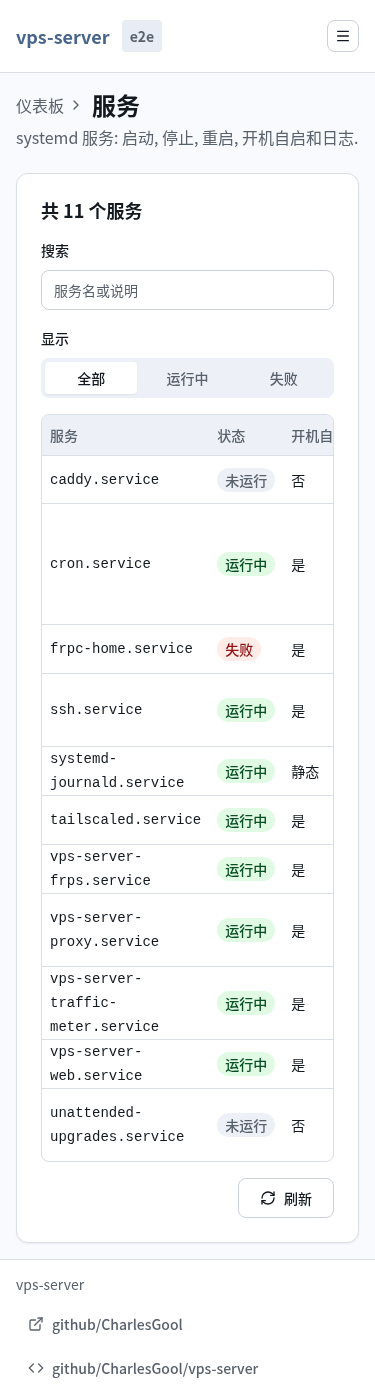 vps-server e2e
仪表板 > 服务
systemd 服务: 启动, 停止, 重启, 开机自启和日志.
共 11 个服务
搜索
服务名或说明
显示
全部 运行中 失败
服务 状态 开机自
caddy.service 未运行 否
cron.service 运行中 是
frpc-home.service 失败 是
ssh.service 运行中 是
systemd-
journald.service 运行中 静态
tailscaled.service 运行中 是
vps-server-
frps.service 运行中 是
vps-server-
proxy.service 运行中 是
vps-server-
traffic-
meter.service 运行中 是
vps-server-
web.service 运行中 是
unattended-
upgrades.service 未运行 否
刷新
vps-server
github/CharlesGool
github/CharlesGool/vps-server